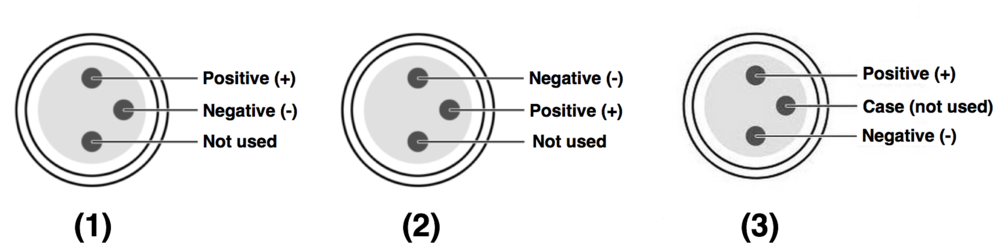 Positive (+)
Negative (-)
Not used
(1)
Negative (-)
Positive (+)
Not used
(2)
Positive (+)
Case (not used)
Negative (-)
(3)